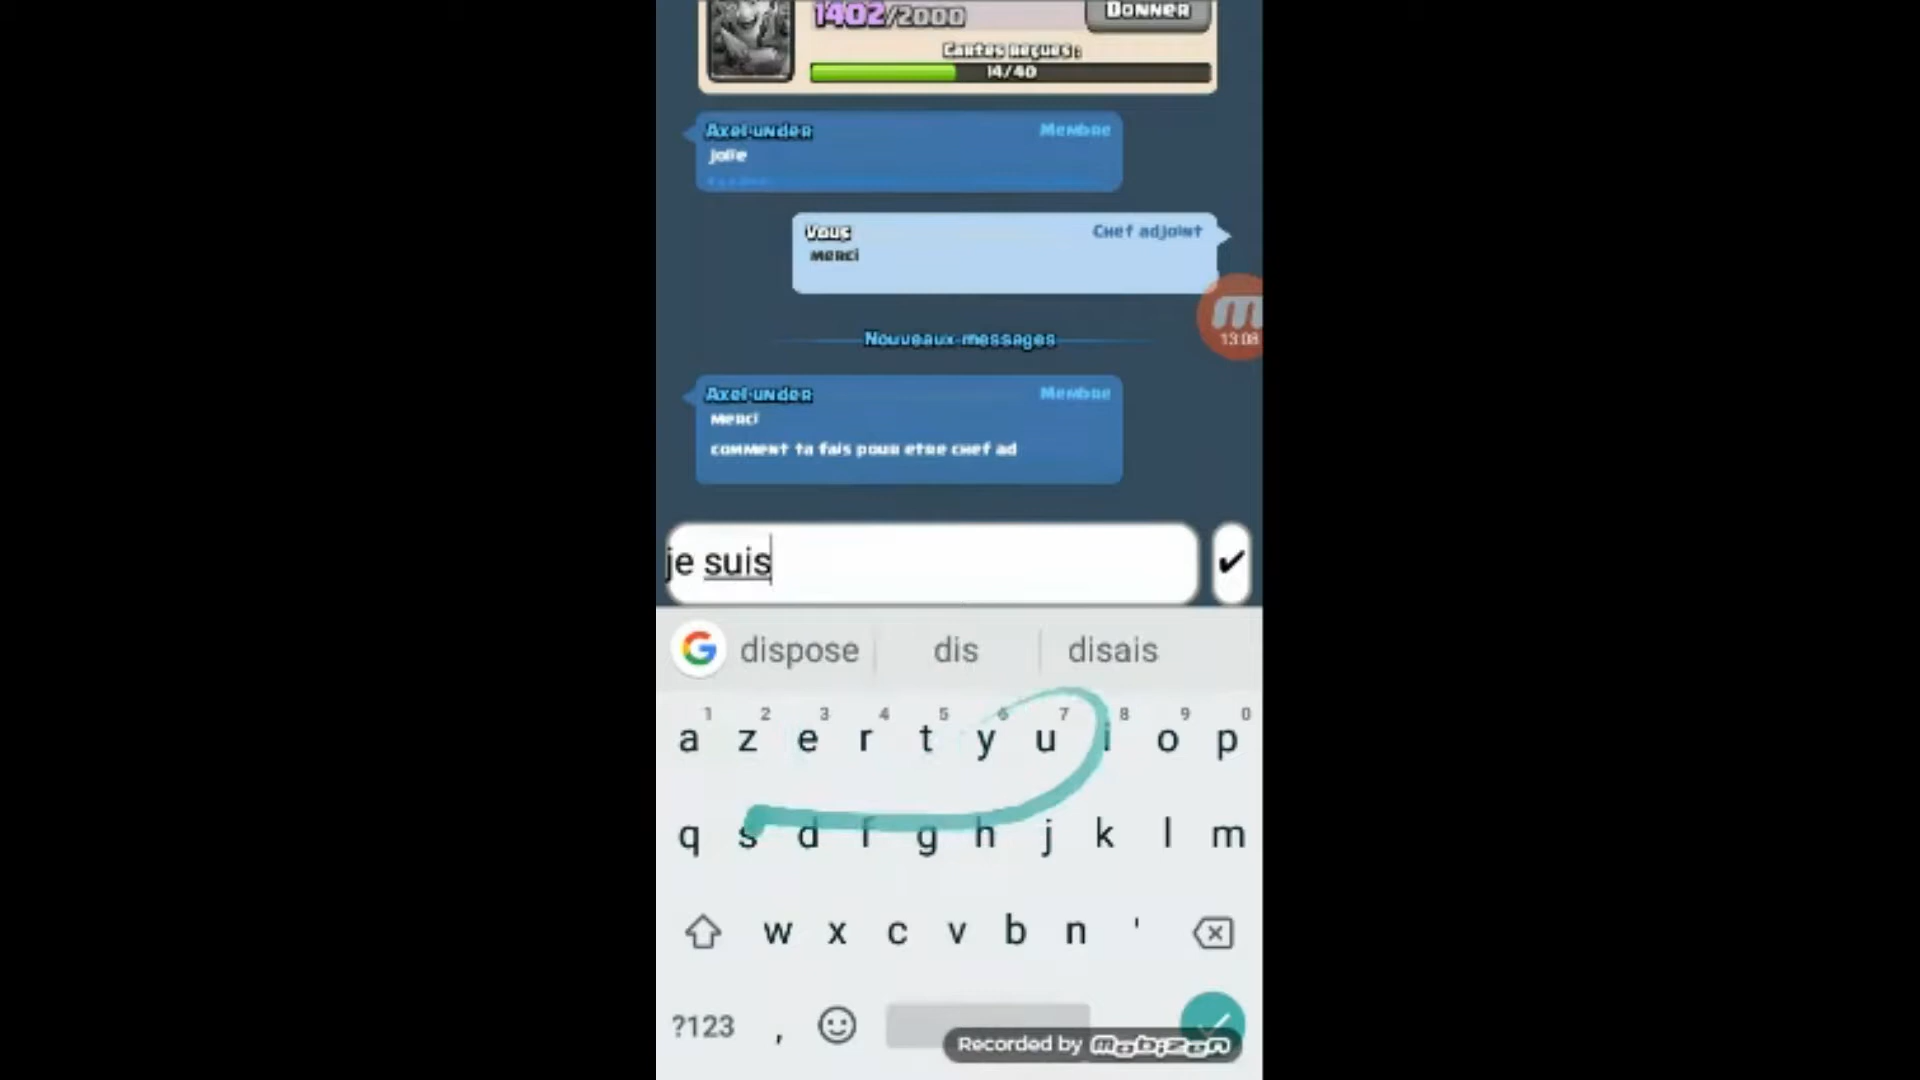 1402/2000
DONNER
Cartes reçues :
14/40
Axel-under
Membre
jolie
Vous
Chef adjoint
merci
13:08
Nouveaux messages
Axel-under
Membre
merci
comment ta fais pour etre chef ad
je suis
dispose dis disais
1 2 3 4 5 6 7 8 9 0
a z e r t y u i o p
q s d f g h j k l m
w x c v b n '
?123 ,
Recorded by mobizen